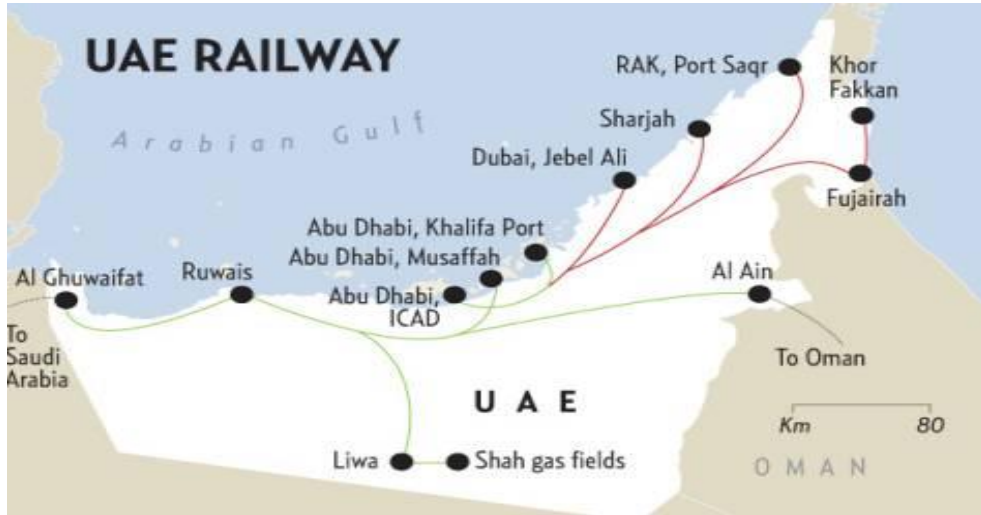 UAE RAILWAY
Arabian Gulf
RAK, Port Saqr
Khor
Fakkan
Sharjah
Dubai, Jebel Ali
Fujairah
Abu Dhabi, Khalifa Port
Abu Dhabi, Musaffah
Al Ghuwaifat
Ruwais
Abu Dhabi,
ICAD
Al Ain
To
Saudi
Arabia
To Oman
UAE
Km 80
Liwa
Shah gas fields
OMAN